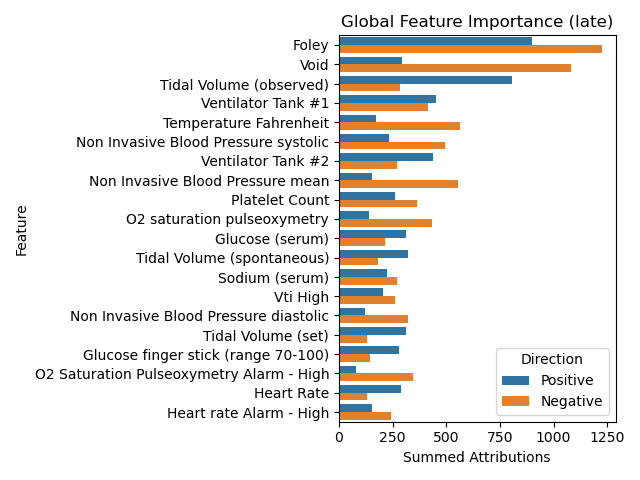 Global Feature Importance (late)
Feature
Foley
Void
Tidal Volume (observed)
Ventilator Tank #1
Temperature Fahrenheit
Non Invasive Blood Pressure systolic
Ventilator Tank #2
Non Invasive Blood Pressure mean
Platelet Count
O2 saturation pulseoxymetry
Glucose (serum)
Tidal Volume (spontaneous)
Sodium (serum)
Vti High
Non Invasive Blood Pressure diastolic
Tidal Volume (set)
Glucose finger stick (range 70-100)
O2 Saturation Pulseoxymetry Alarm - High
Heart Rate
Heart rate Alarm - High
Direction
Positive
Negative
0 250 500 750 1000 1250
Summed Attributions